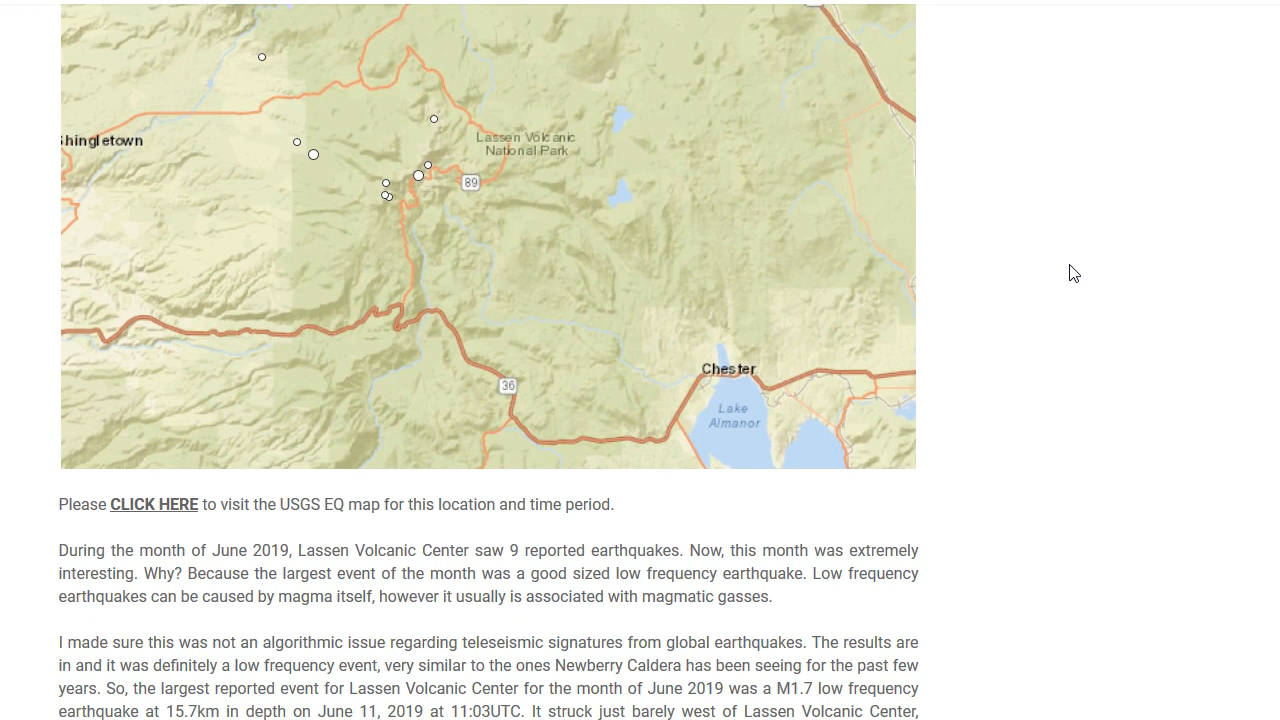 Shingletown
Lassen Volcanic
National Park
89
36
Chester
Lake
Almanor
Please CLICK HERE to visit the USGS EQ map for this location and time period.
During the month of June 2019, Lassen Volcanic Center saw 9 reported earthquakes. Now, this month was extremely
interesting. Why? Because the largest event of the month was a good sized low frequency earthquake. Low frequency
earthquakes can be caused by magma itself, however it usually is associated with magmatic gasses.
I made sure this was not an algorithmic issue regarding teleseismic signatures from global earthquakes. The results are
in and it was definitely a low frequency event, very similar to the ones Newberry Caldera has been seeing for the past few
years. So, the largest reported event for Lassen Volcanic Center for the month of June 2019 was a M1.7 low frequency
earthquake at 15.7km in depth on June 11, 2019 at 11:03UTC. It struck just barely west of Lassen Volcanic Center,